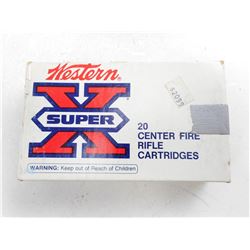 Western
X
SUPER
20
CENTER FIRE
RIFLE
CARTRIDGES
WARNING: Keep out of Reach of Children